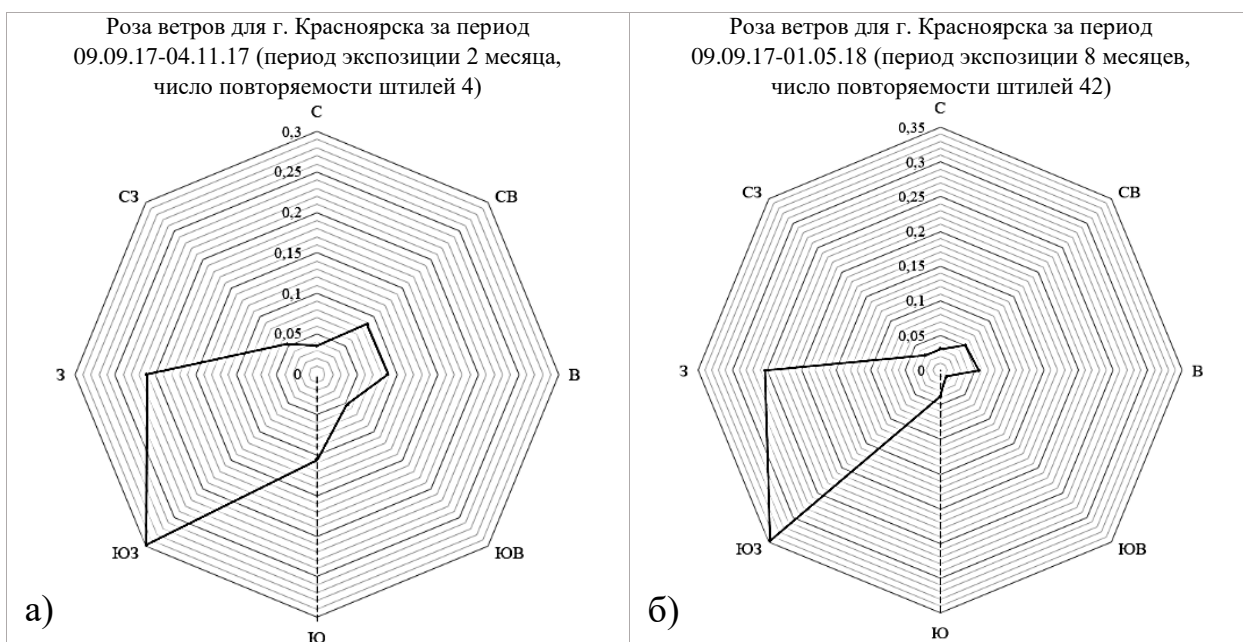 Роза ветров для г. Красноярска за период
09.09.17-04.11.17 (период экспозиции 2 месяца,
число повторяемости штилей 4)
С
0,3
0,25
0,2
0,15
0,1
0,05
0
СЗ
СВ
З
В
ЮЗ
ЮВ
Ю
а)
Роза ветров для г. Красноярска за период
09.09.17-01.05.18 (период экспозиции 8 месяцев,
число повторяемости штилей 42)
С
0,35
0,3
0,25
0,2
0,15
0,1
0,05
0
СЗ
СВ
З
В
ЮЗ
ЮВ
Ю
б)